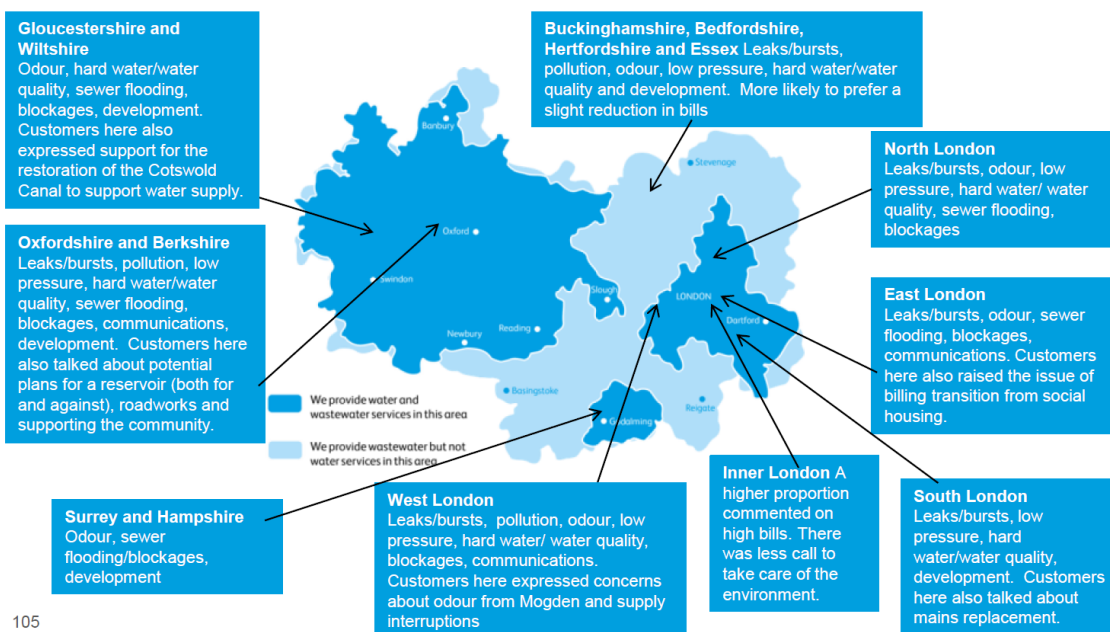 Gloucestershire and
Wiltshire
Odour, hard water/water
quality, sewer flooding,
blockages, development.
Customers here also
expressed support for the
restoration of the Cotswold
Canal to support water supply.
Buckinghamshire, Bedfordshire,
Hertfordshire and Essex Leaks/bursts,
pollution, odour, low pressure, hard water/water
quality and development.  More likely to prefer a
slight reduction in bills
North London
Leaks/bursts, odour, low
pressure, hard water/ water
quality, sewer flooding,
blockages
Oxfordshire and Berkshire
Leaks/bursts, pollution, low
pressure, hard water/water
quality, sewer flooding,
blockages, communications,
development.  Customers here
also talked about potential
plans for a reservoir (both for
and against), roadworks and
supporting the community.
Banbury
Stevenage
Oxford
Swindon
Slough
LONDON
Dartford
Reading
Newbury
Basingstoke
Reigate
Godalming
We provide water and
wastewater services in this area
We provide wastewater but not
water services in this area
East London
Leaks/bursts, odour, sewer
flooding, blockages,
communications. Customers
here also raised the issue of
billing transition from social
housing.
Surrey and Hampshire
Odour, sewer
flooding/blockages,
development
West London
Leaks/bursts,  pollution, odour, low
pressure, hard water/ water quality,
blockages, communications.
Customers here expressed concerns
about odour from Mogden and supply
interruptions
Inner London A
higher proportion
commented on
high bills. There
was less call to
take care of the
environment.
South London
Leaks/bursts, low
pressure, hard
water/water quality,
development.  Customers
here also talked about
mains replacement.
105